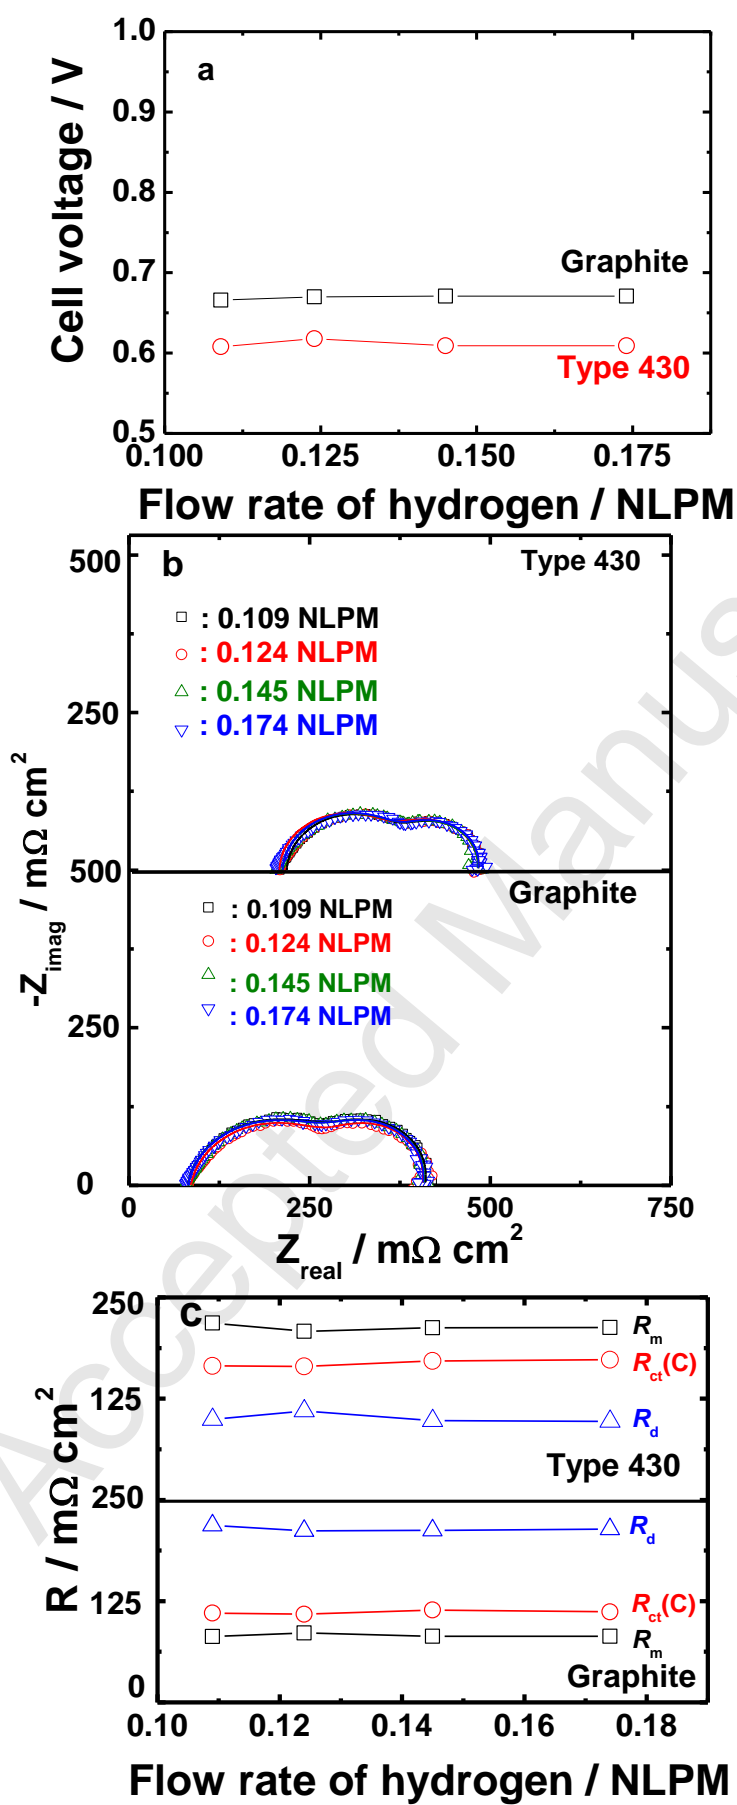 1.0
a
0.9
0.8
0.7
0.6
0.5
Cell voltage / V
Graphite
Type 430
0.100 0.125 0.150 0.175
Flow rate of hydrogen / NLPM
500
b
Type 430
: 0.109 NLPM
: 0.124 NLPM
: 0.145 NLPM
: 0.174 NLPM
250
500
Graphite
: 0.109 NLPM
: 0.124 NLPM
: 0.145 NLPM
: 0.174 NLPM
250
0
-Zimag / mΩ cm2
0 250 500 750
Zreal / mΩ cm2
250
c
Rm
Rct(C)
125
Rd
Type 430
250
Rd
125
Rct(C)
Rm
Graphite
0
R / mΩ cm2
0.10 0.12 0.14 0.16 0.18
Flow rate of hydrogen / NLPM
Accepted Manus